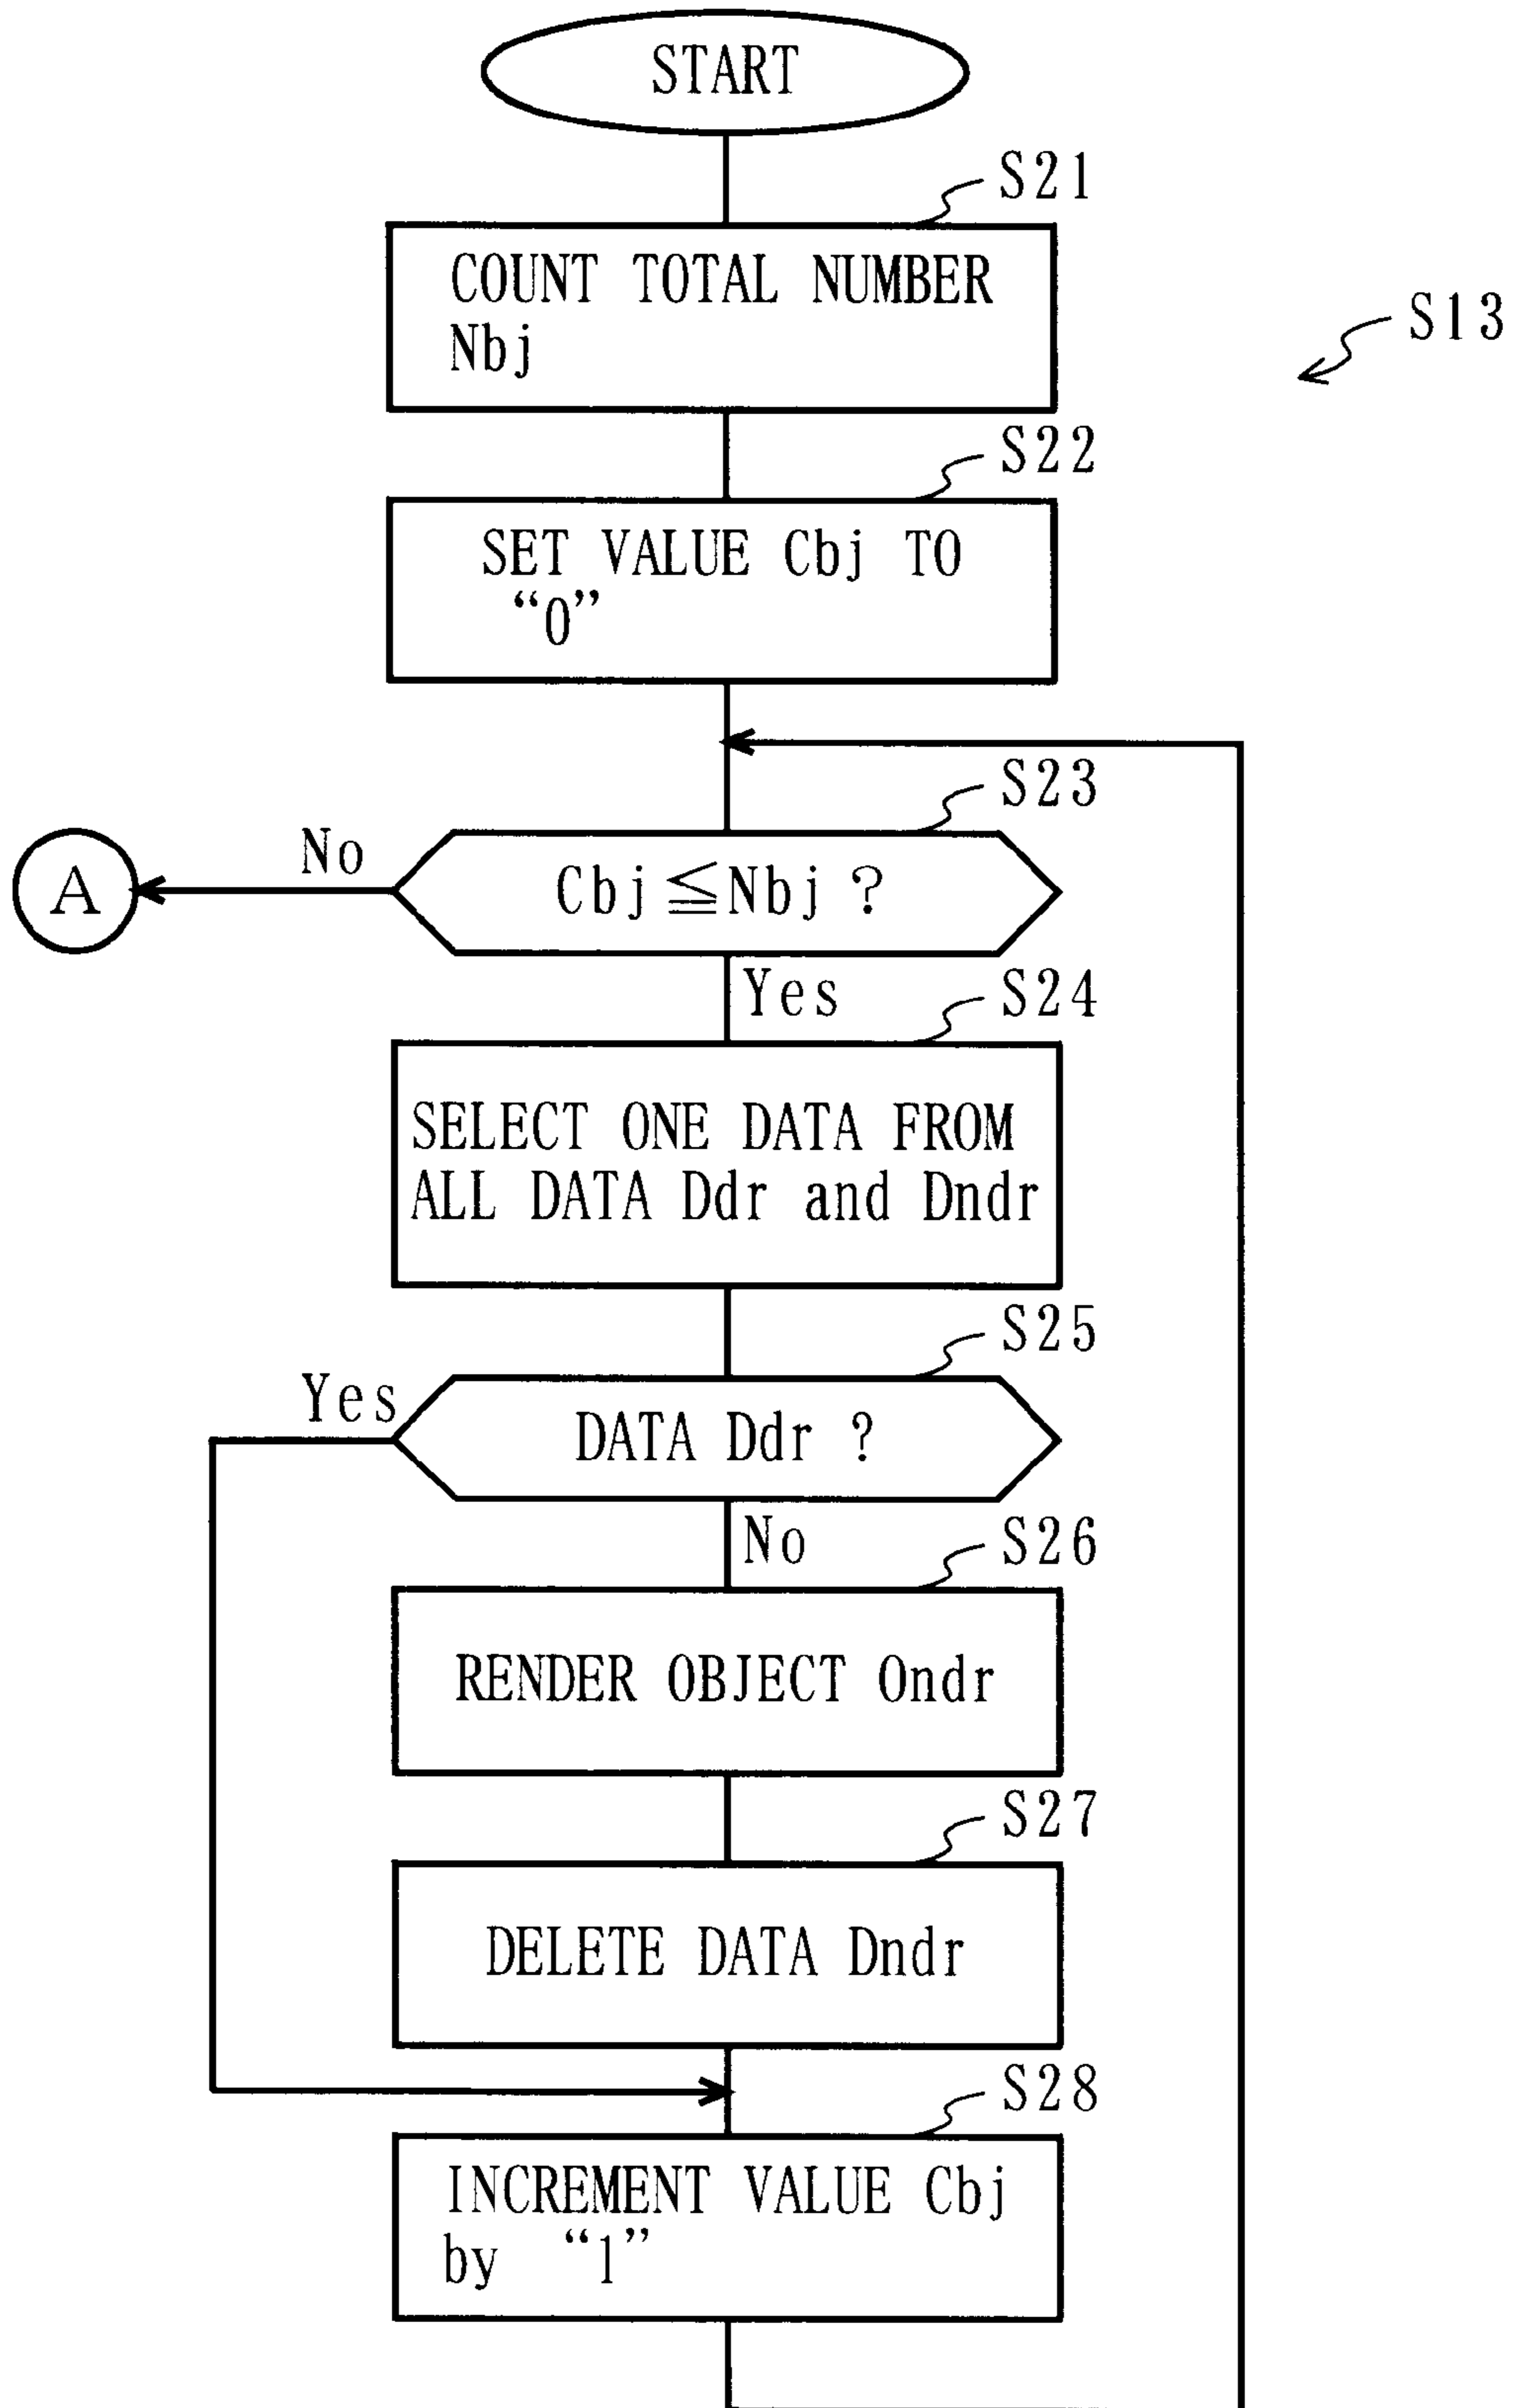 START
S21
COUNT TOTAL NUMBER
Nbj
S13
S22
SET VALUE Cbj TO
“0”
S23
No
A
Cbj≦Nbj ?
Yes
S24
SELECT ONE DATA FROM
ALL DATA Ddr and Dndr
S25
Yes
DATA Ddr ?
No
S26
RENDER OBJECT Ondr
S27
DELETE DATA Dndr
S28
INCREMENT VALUE Cbj
by “1”